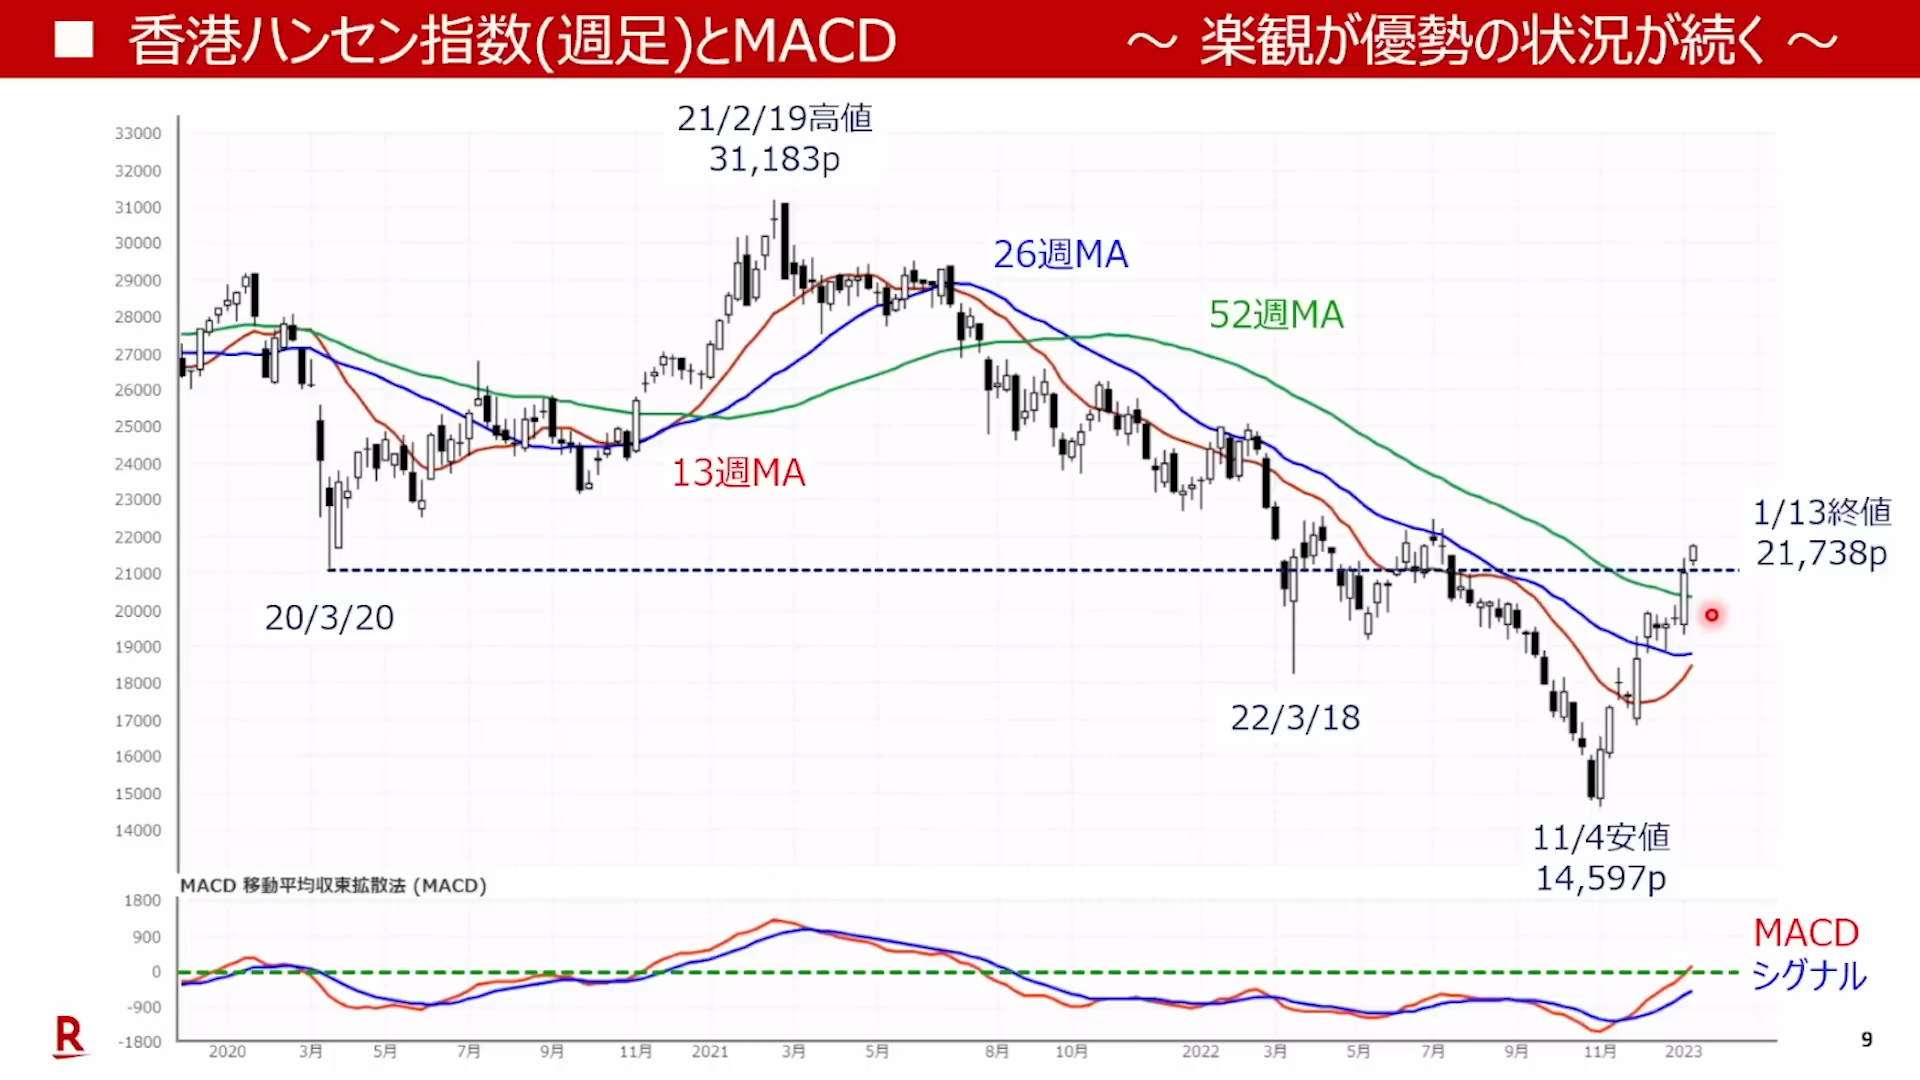 ■ 香港ハンセン指数(週足)とMACD ～ 楽観が優勢の状況が続く ～
21/2/19高値
31,183p
33000
32000
31000
30000
29000
28000
27000
26000
25000
24000
23000
22000
21000
20000
19000
18000
17000
16000
15000
14000
26週MA
52週MA
13週MA
1/13終値
21,738p
20/3/20
22/3/18
11/4安値
14,597p
MACD 移動平均収束拡散法 (MACD)
1800
900
0
-900
-1800
MACD
シグナル
2020 3月 5月 7月 9月 11月 2021 3月 5月 8月 10月 2022 3月 5月 7月 9月 11月 2023
R
9